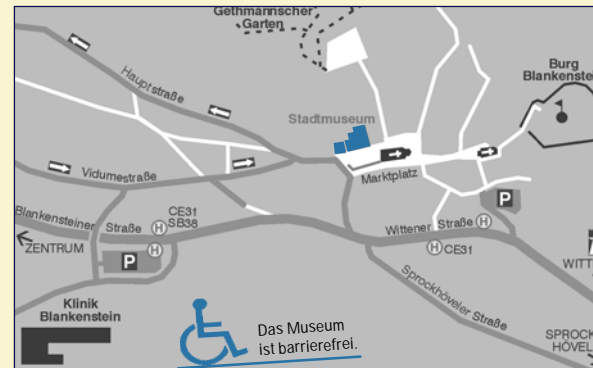 Gethmannscher
Garten
Burg
Blankenste
Hauptstraße
Stadtmuseum
Marktplatz
Vidumestraße
P
CE31
SB38
H
Blankensteiner Straße
Wittener Straße
H
H
H
CE31
ZENTRUM
P
WITT
Klinik
Blankenstein
Sprockhöveler Straße
Das Museum
ist barrierefrei.
SPROCK
HÖVEL